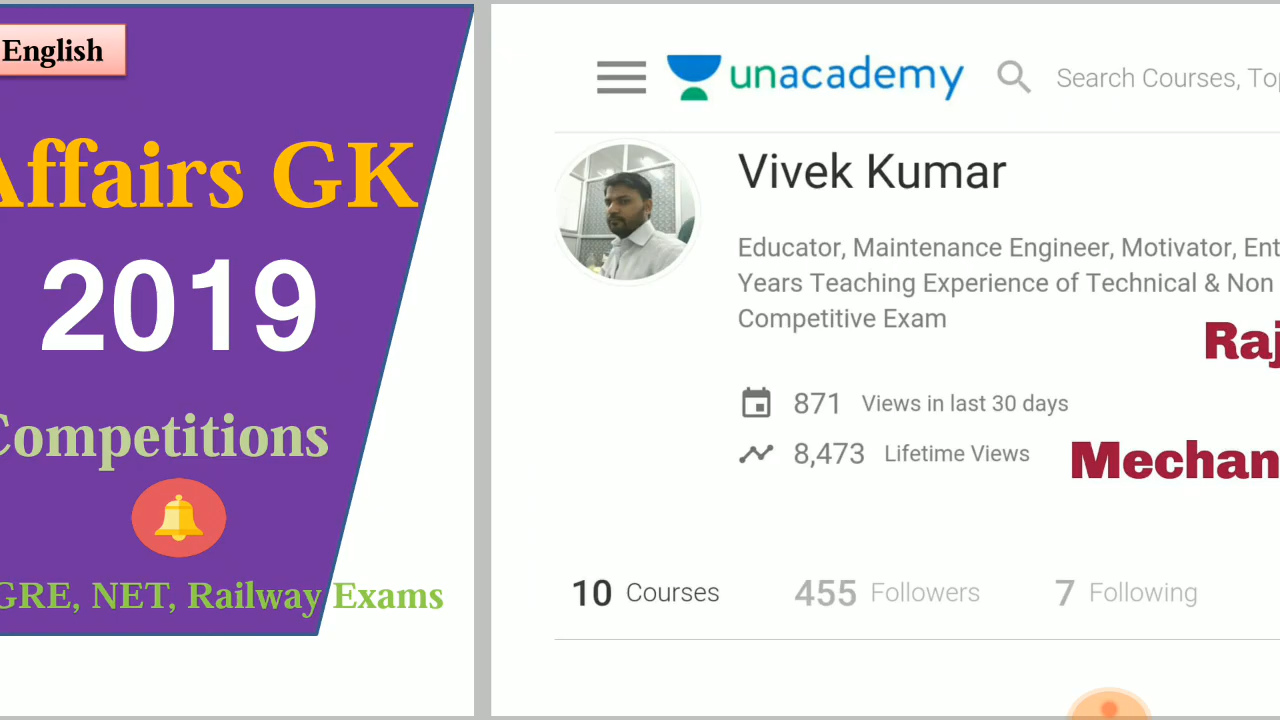 English
Affairs GK
2019
Competitions
GRE, NET, Railway Exams
unacademy
Search Courses, Top
Vivek Kumar
Educator, Maintenance Engineer, Motivator, Ent
Years Teaching Experience of Technical & Non
Competitive Exam
Raj
871 Views in last 30 days
8,473 Lifetime Views
Mechan
10 Courses
455 Followers
7 Following